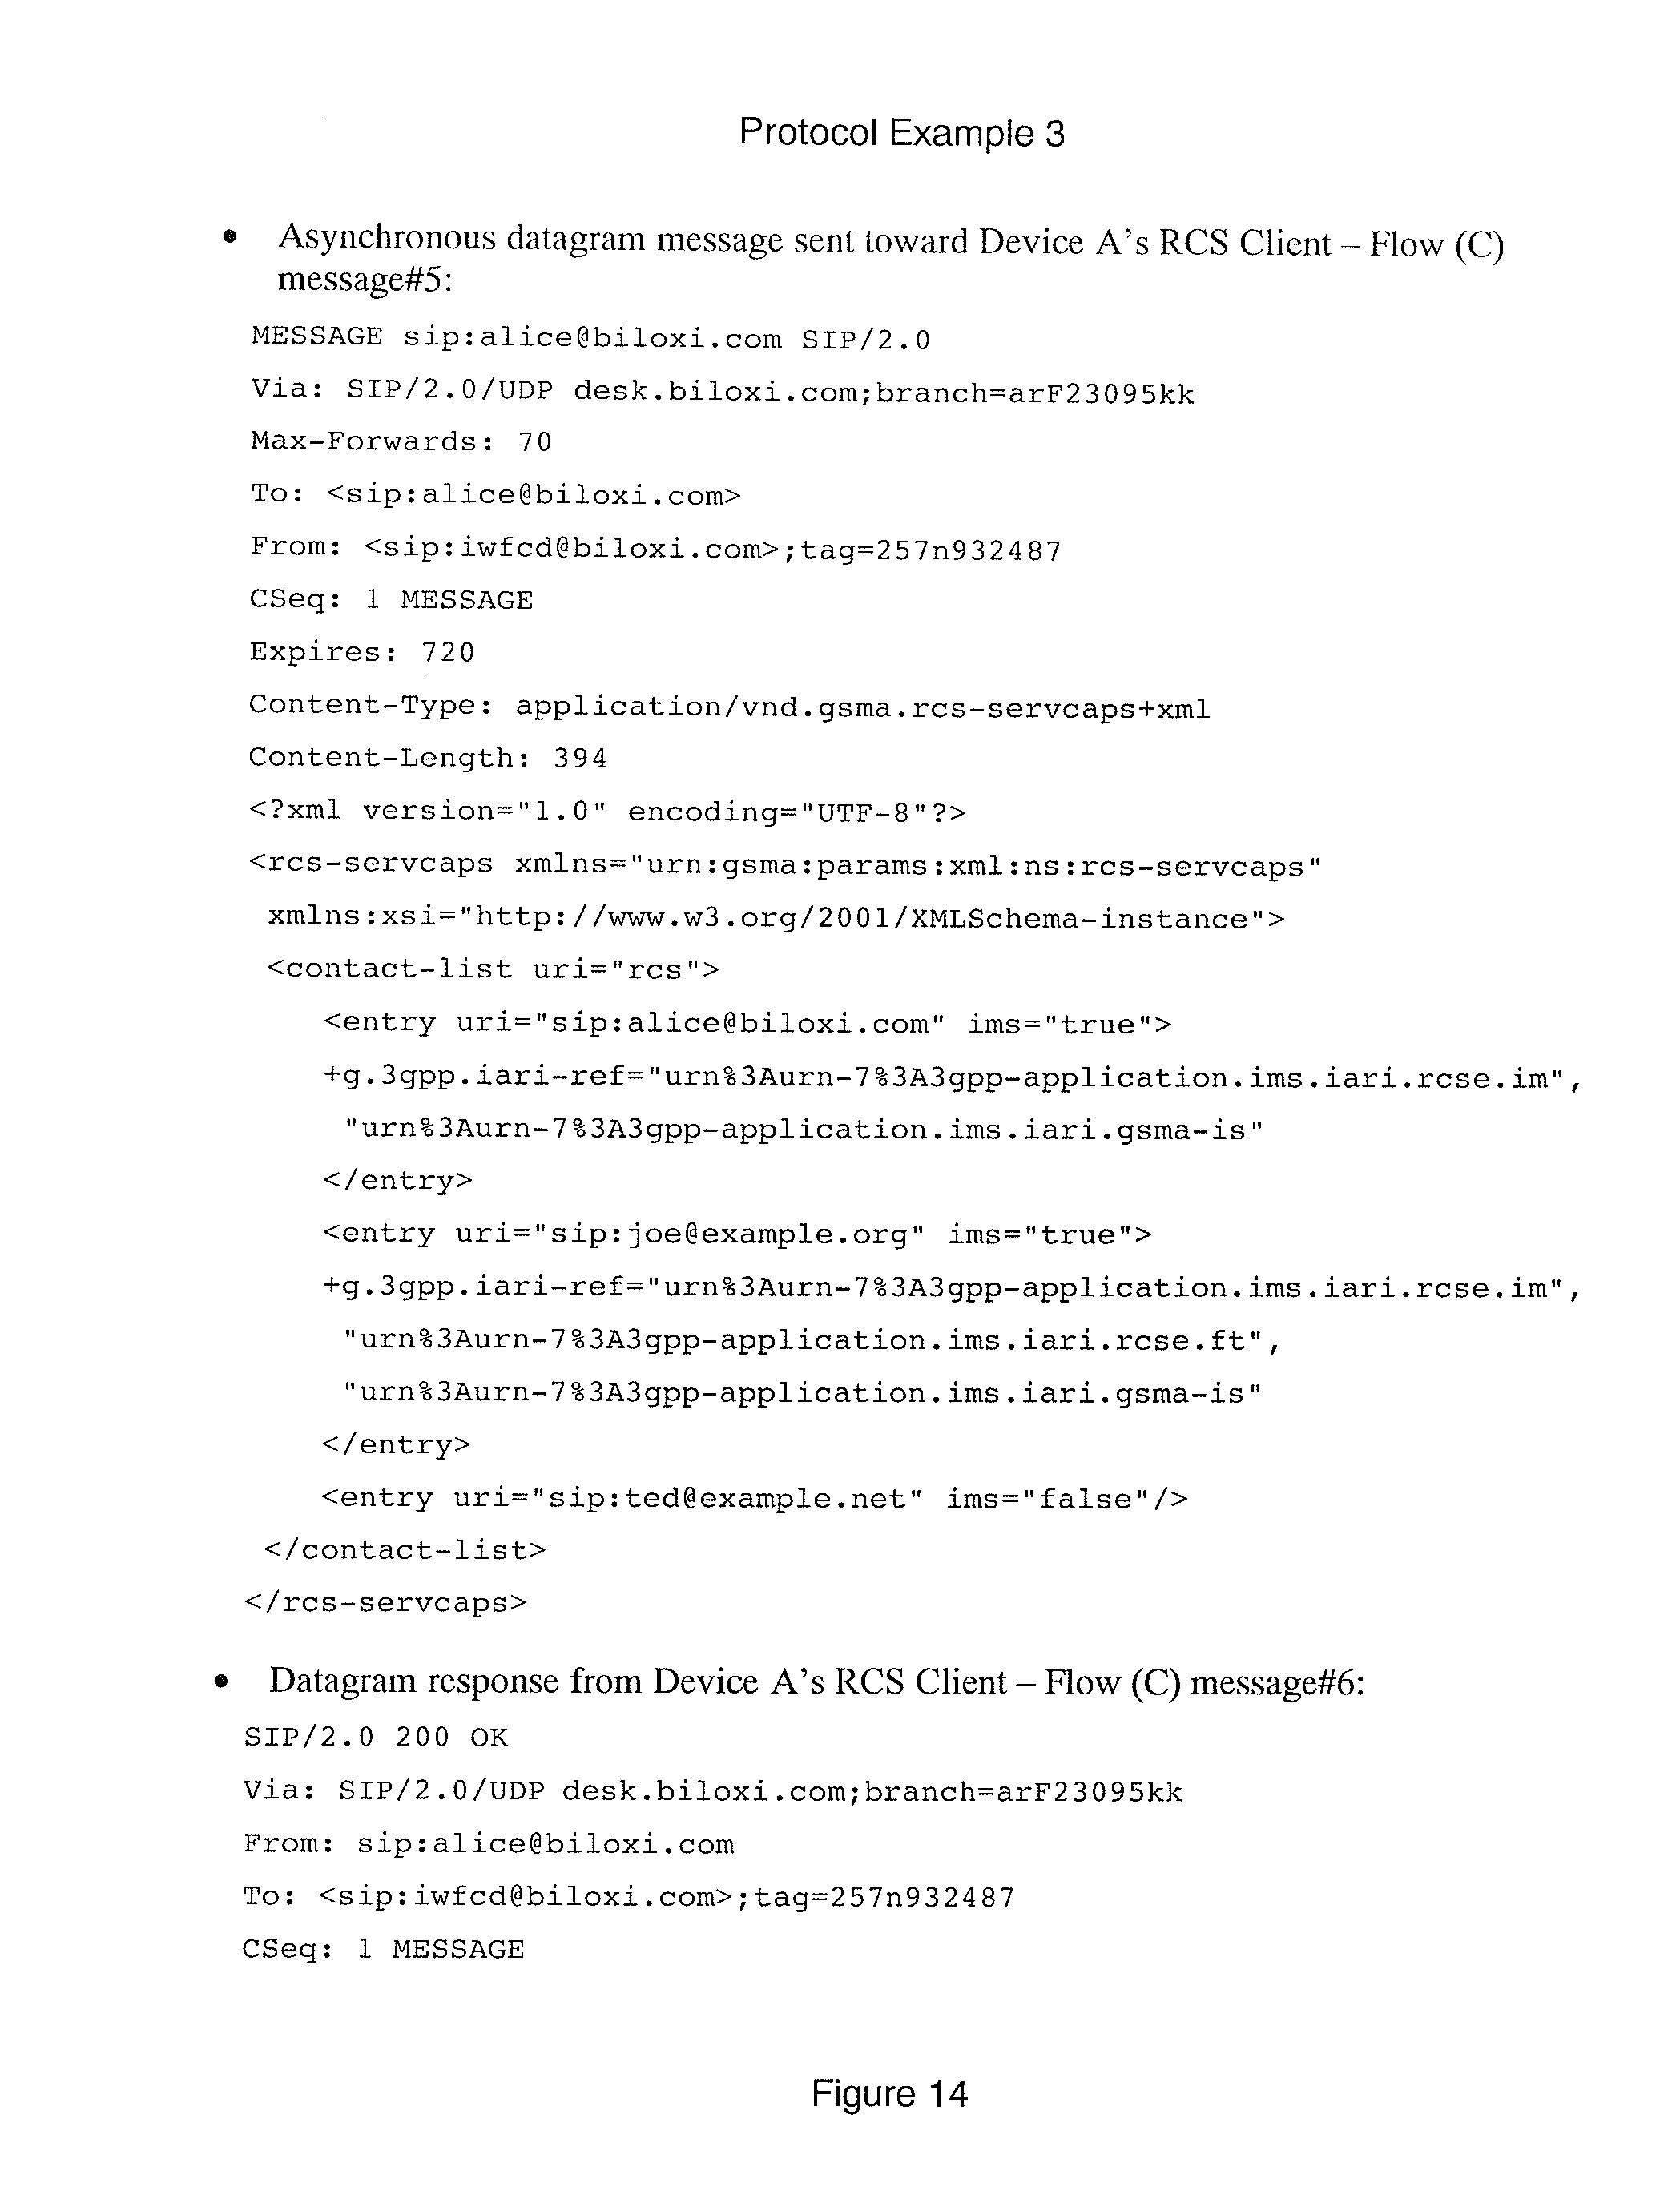 Protocol Example 3
• Asynchronous datagram message sent toward Device A's RCS Client – Flow (C)
message#5:
MESSAGE sip:alice@biloxi.com SIP/2.0
Via: SIP/2.0/UDP desk.biloxi.com;branch=arF23095kk
Max-Forwards: 70
To: <sip:alice@biloxi.com>
From: <sip:iwfcd@biloxi.com>;tag=257n932487
CSeq: 1 MESSAGE
Expires: 720
Content-Type: application/vnd.gsma.rcs-servcaps+xml
Content-Length: 394
<?xml version="1.0" encoding="UTF-8"?>
<rcs-servcaps xmlns="urn:gsma:params:xml:ns:rcs-servcaps"
xmlns:xsi="http://www.w3.org/2001/XMLSchema-instance">
<contact-list uri="rcs">
<entry uri="sip:alice@biloxi.com" ims="true">
+g.3gpp.iari-ref="urn%3Aurn-7%3A3gpp-application.ims.iari.rcse.im",
"urn%3Aurn-7%3A3gpp-application.ims.iari.gsma-is"
</entry>
<entry uri="sip:joe@example.org" ims="true">
+g.3gpp.iari-ref="urn%3Aurn-7%3A3gpp-application.ims.iari.rcse.im",
"urn%3Aurn-7%3A3gpp-application.ims.iari.rcse.ft",
"urn%3Aurn-7%3A3gpp-application.ims.iari.gsma-is"
</entry>
<entry uri="sip:ted@example.net" ims="false"/>
</contact-list>
</rcs-servcaps>
• Datagram response from Device A's RCS Client – Flow (C) message#6:
SIP/2.0 200 OK
Via: SIP/2.0/UDP desk.biloxi.com;branch=arF23095kk
From: sip:alice@biloxi.com
To: <sip:iwfcd@biloxi.com>;tag=257n932487
CSeq: 1 MESSAGE
Figure 14